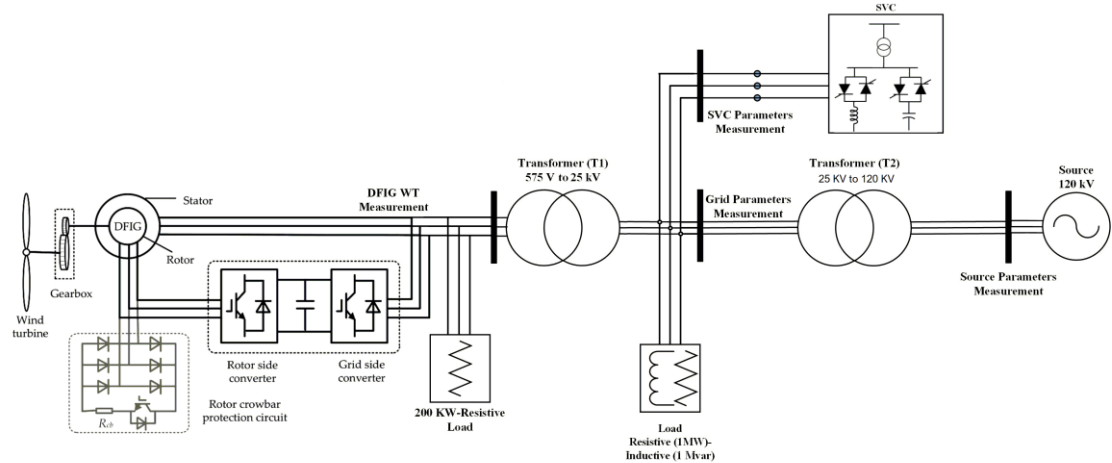 SVC
SVC Parameters
Measurement
Transformer (T1)
575 V to 25 kV
Transformer (T2)
25 KV to 120 KV
Source
120 kV
DFIG WT
Measurement
Grid Parameters
Measurement
Stator
DFIG
Rotor
Gearbox
Wind
turbine
Source Parameters
Measurement
Rotor side
converter
Grid side
converter
Rotor crowbar
protection circuit
Rcb
200 KW-Resistive
Load
Load
Resistive (1MW)-
Inductive (1 Mvar)